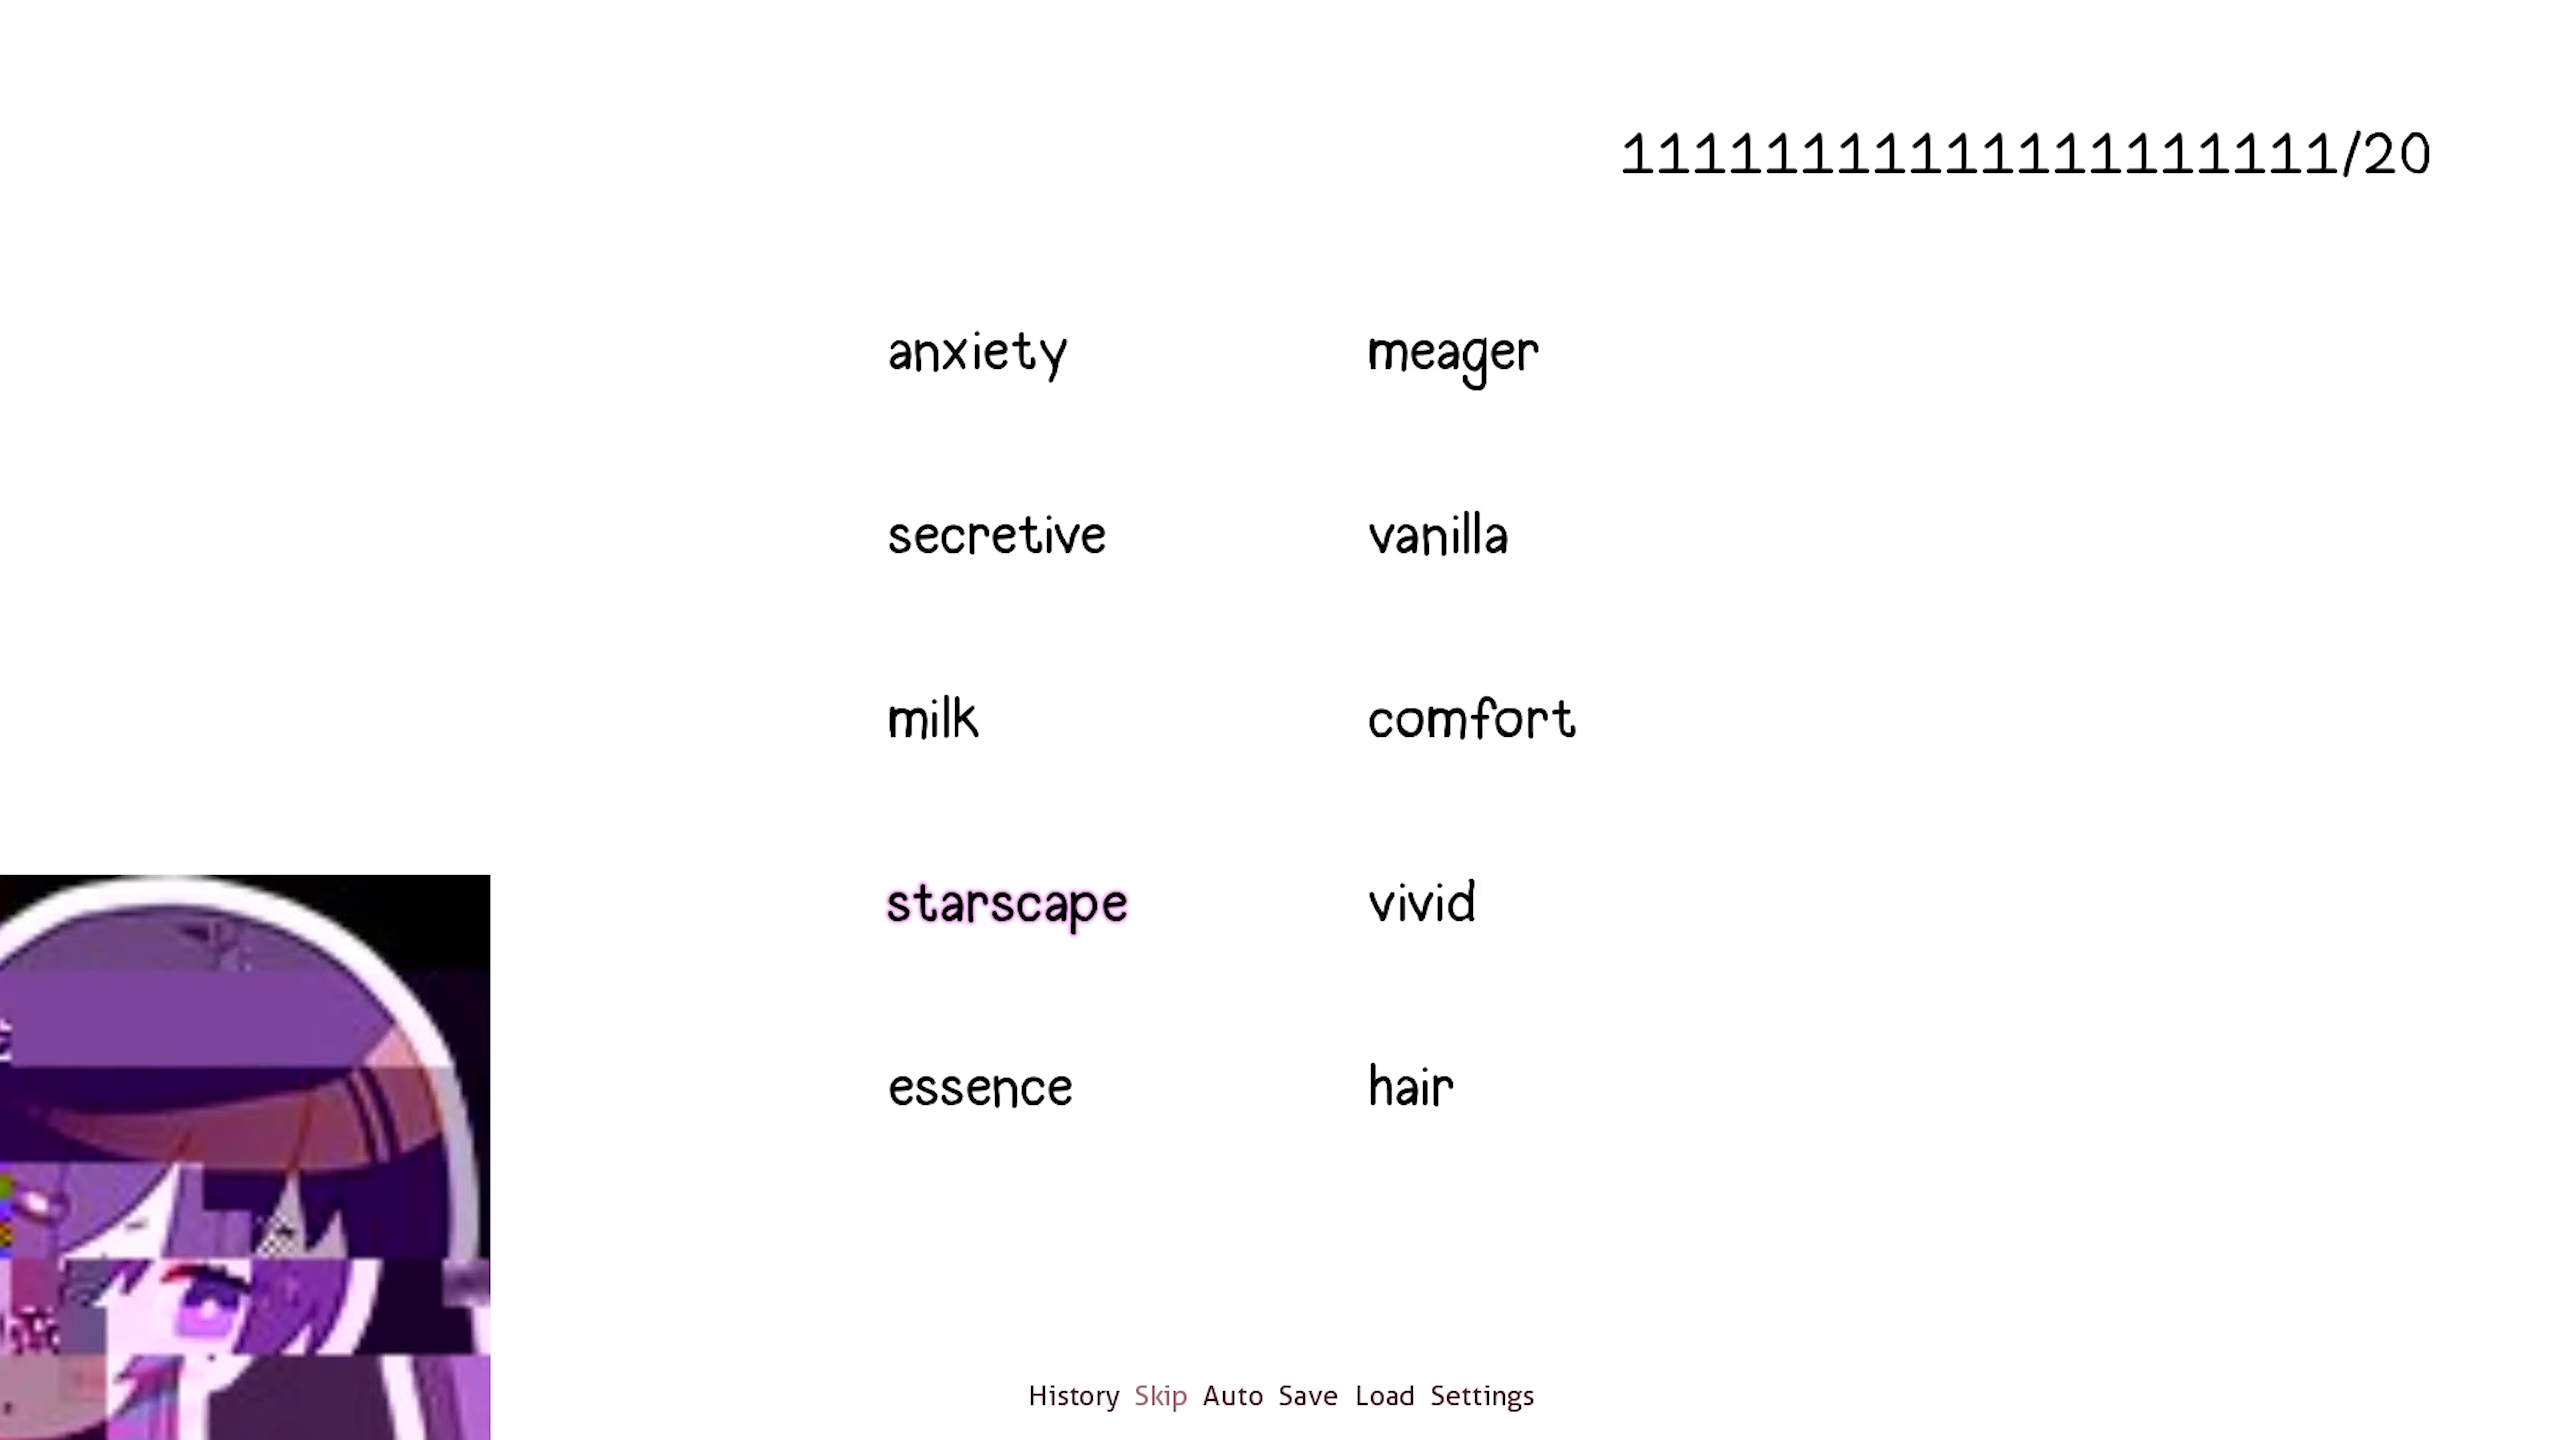 11111111111111111111/20
anxiety meager
secretive vanilla
milk comfort
starscape vivid
essence hair
History Skip Auto Save Load Settings